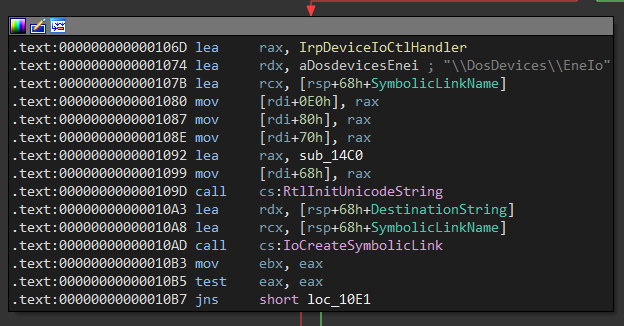 .text:000000000000106D lea     rax, IrpDeviceIoCtlHandler
.text:0000000000001074 lea     rdx, aDosdevicesEnei ; "\\DosDevices\\EneIo"
.text:000000000000107B lea     rcx, [rsp+68h+SymbolicLinkName]
.text:0000000000001080 mov     [rdi+0E0h], rax
.text:0000000000001087 mov     [rdi+80h], rax
.text:000000000000108E mov     [rdi+70h], rax
.text:0000000000001092 lea     rax, sub_14C0
.text:0000000000001099 mov     [rdi+68h], rax
.text:000000000000109D call    cs:RtlInitUnicodeString
.text:00000000000010A3 lea     rdx, [rsp+68h+DestinationString]
.text:00000000000010A8 lea     rcx, [rsp+68h+SymbolicLinkName]
.text:00000000000010AD call    cs:IoCreateSymbolicLink
.text:00000000000010B3 mov     ebx, eax
.text:00000000000010B5 test    eax, eax
.text:00000000000010B7 jns     short loc_10E1